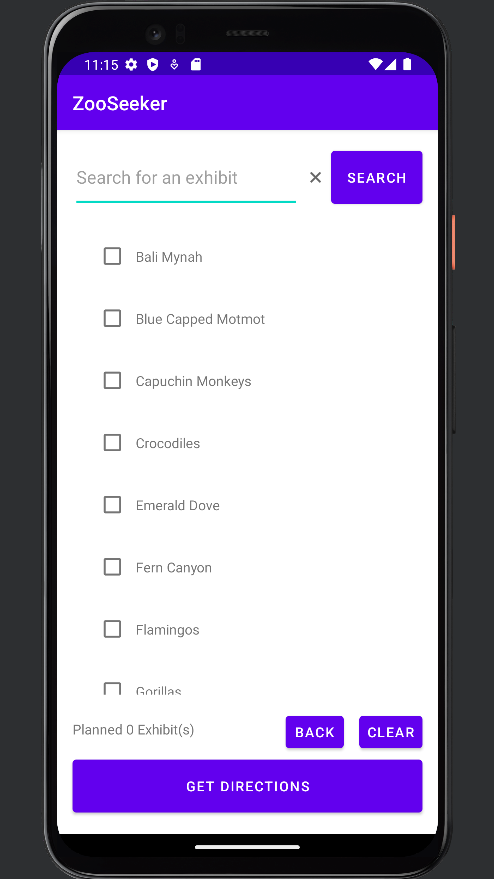 11:15
ZooSeeker
Search for an exhibit
SEARCH
Bali Mynah
Blue Capped Motmot
Capuchin Monkeys
Crocodiles
Emerald Dove
Fern Canyon
Flamingos
Gorillas
Planned 0 Exhibit(s)
BACK
CLEAR
GET DIRECTIONS